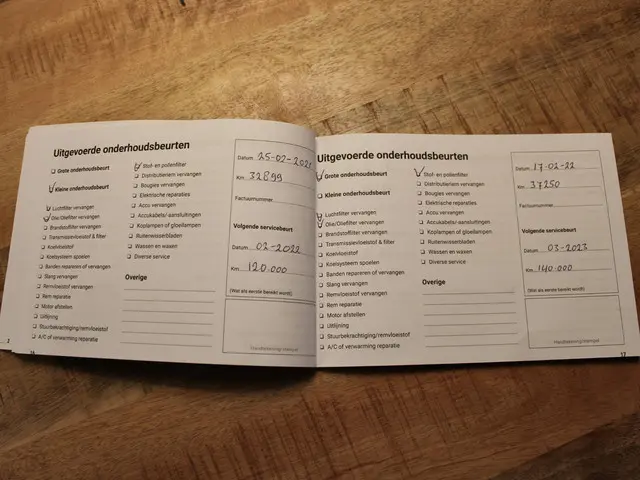 Uitgevoerde onderhoudsbeurten
Grote onderhoudsbeurt
Kleine onderhoudsbeurt
Luchtfilter vervangen
Olie/Oliefilter vervangen
Brandstoffilter vervangen
Transmissievloeistof & filter
Koelvloeistof
Koelsysteem spoelen
Banden repareren of vervangen
Slang vervangen
Remvloeistof vervangen
Rem reparatie
Motor afstellen
Uitlijning
Stuurbekrachtiging/remvloeistof
A/C of verwarming reparatie
Stof- en pollenfilter
Distributieriem vervangen
Bougies vervangen
Elektrische reparaties
Accu vervangen
Accukabels/-aansluitingen
Koplampen of gloeilampen
Ruitenwisserbladen
Wassen en waxen
Diverse service
Overige
Datum 25-02-2021
Km 32899
Factuurnummer
Volgende servicebeurt
Datum 02-2022
Km 120.000
(Wat als eerste bereikt wordt)
Handtekening/stempel
16
Uitgevoerde onderhoudsbeurten
Grote onderhoudsbeurt
Kleine onderhoudsbeurt
Luchtfilter vervangen
Olie/Oliefilter vervangen
Brandstoffilter vervangen
Transmissievloeistof & filter
Koelvloeistof
Koelsysteem spoelen
Banden repareren of vervangen
Slang vervangen
Remvloeistof vervangen
Rem reparatie
Motor afstellen
Uitlijning
Stuurbekrachtiging/remvloeistof
A/C of verwarming reparatie
Stof- en pollenfilter
Distributieriem vervangen
Bougies vervangen
Elektrische reparaties
Accu vervangen
Accukabels/-aansluitingen
Koplampen of gloeilampen
Ruitenwisserbladen
Wassen en waxen
Diverse service
Overige
Datum 17-02-22
Km 37250
Factuurnummer
Volgende servicebeurt
Datum 03-2023
Km 140.000
(Wat als eerste bereikt wordt)
Handtekening/stempel
17